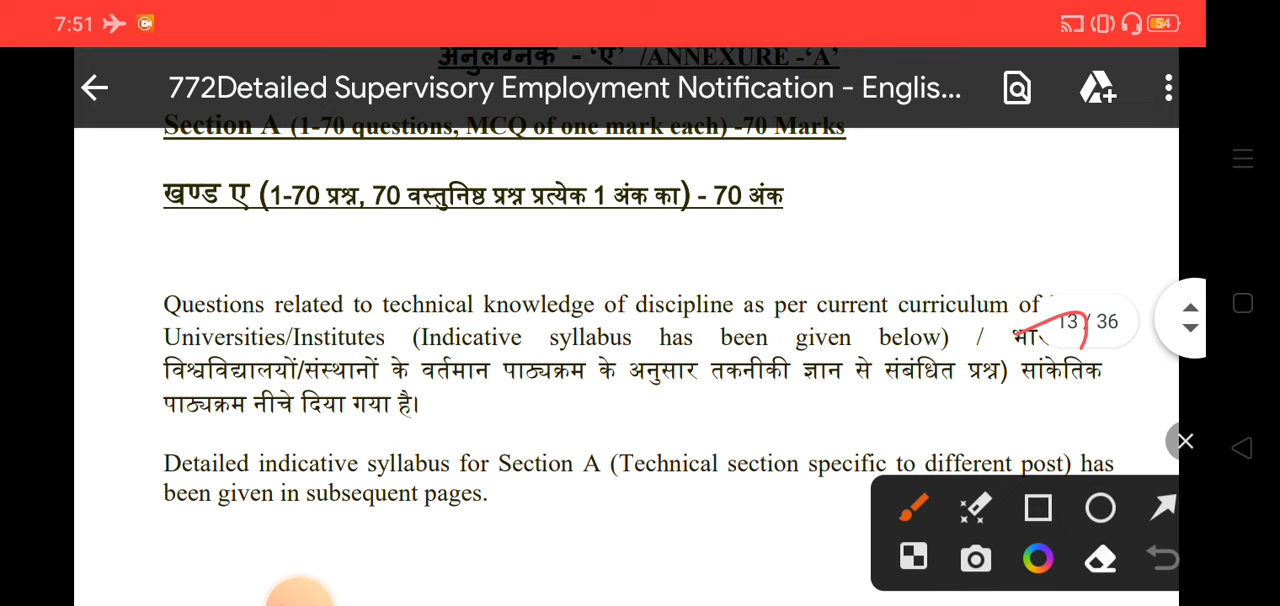 7:51
54
अनुलग्नक - ‘ए’ /ANNEXURE -‘A’
772Detailed Supervisory Employment Notification - Englis...
Section A (1-70 questions, MCQ of one mark each) -70 Marks
खण्ड ए (1-70 प्रश्न, 70 वस्तुनिष्ठ प्रश्न प्रत्येक 1 अंक का) - 70 अंक
Questions related to technical knowledge of discipline as per current curriculum of
13 / 36
Universities/Institutes (Indicative syllabus has been given below) /
विश्वविद्यालयों/संस्थानों के वर्तमान पाठ्यक्रम के अनुसार तकनीकी ज्ञान से संबंधित प्रश्न) सांकेतिक
पाठ्यक्रम नीचे दिया गया है।
Detailed indicative syllabus for Section A (Technical section specific to different post) has
been given in subsequent pages.